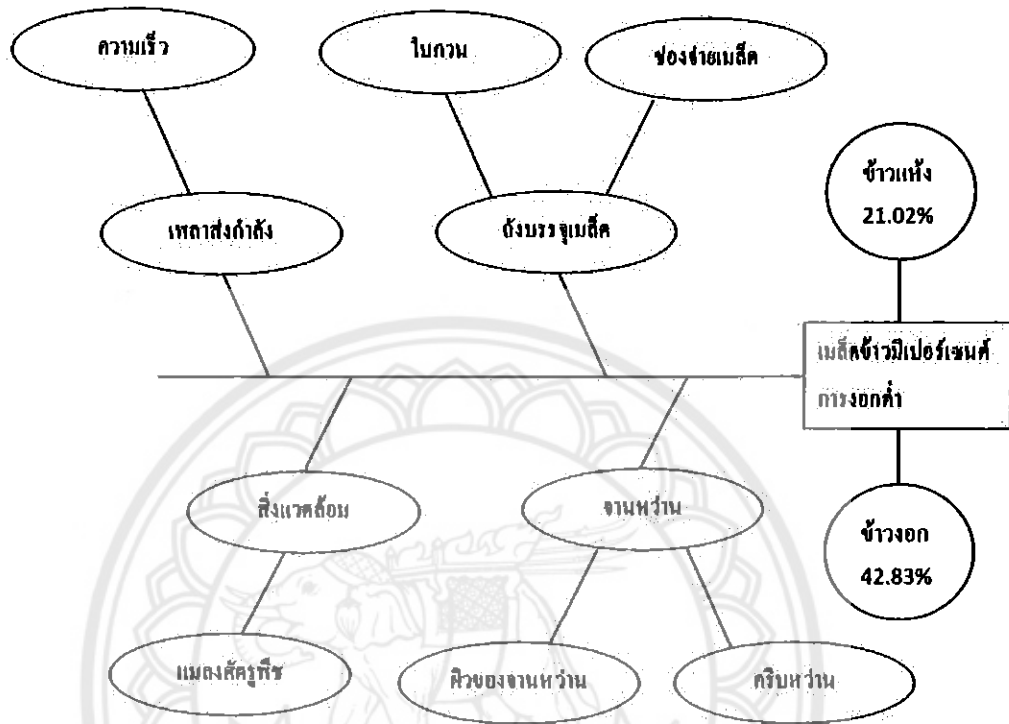 ความเร็ว
ใบกวน
ช่องจ่ายเมล็ด
ข้าวแห้ง
21.02%
เพลาส่งกำลัง
ถังบรรจุเมล็ด
เมล็ดข้าวมีเปอร์เซนต์
การงอกต่ำ
สิ่งแวดล้อม
จานหว่าน
ข้าวงอก
42.83%
แมลงศัตรูพืช
ผิวของจานหว่าน
ครีบหว่าน